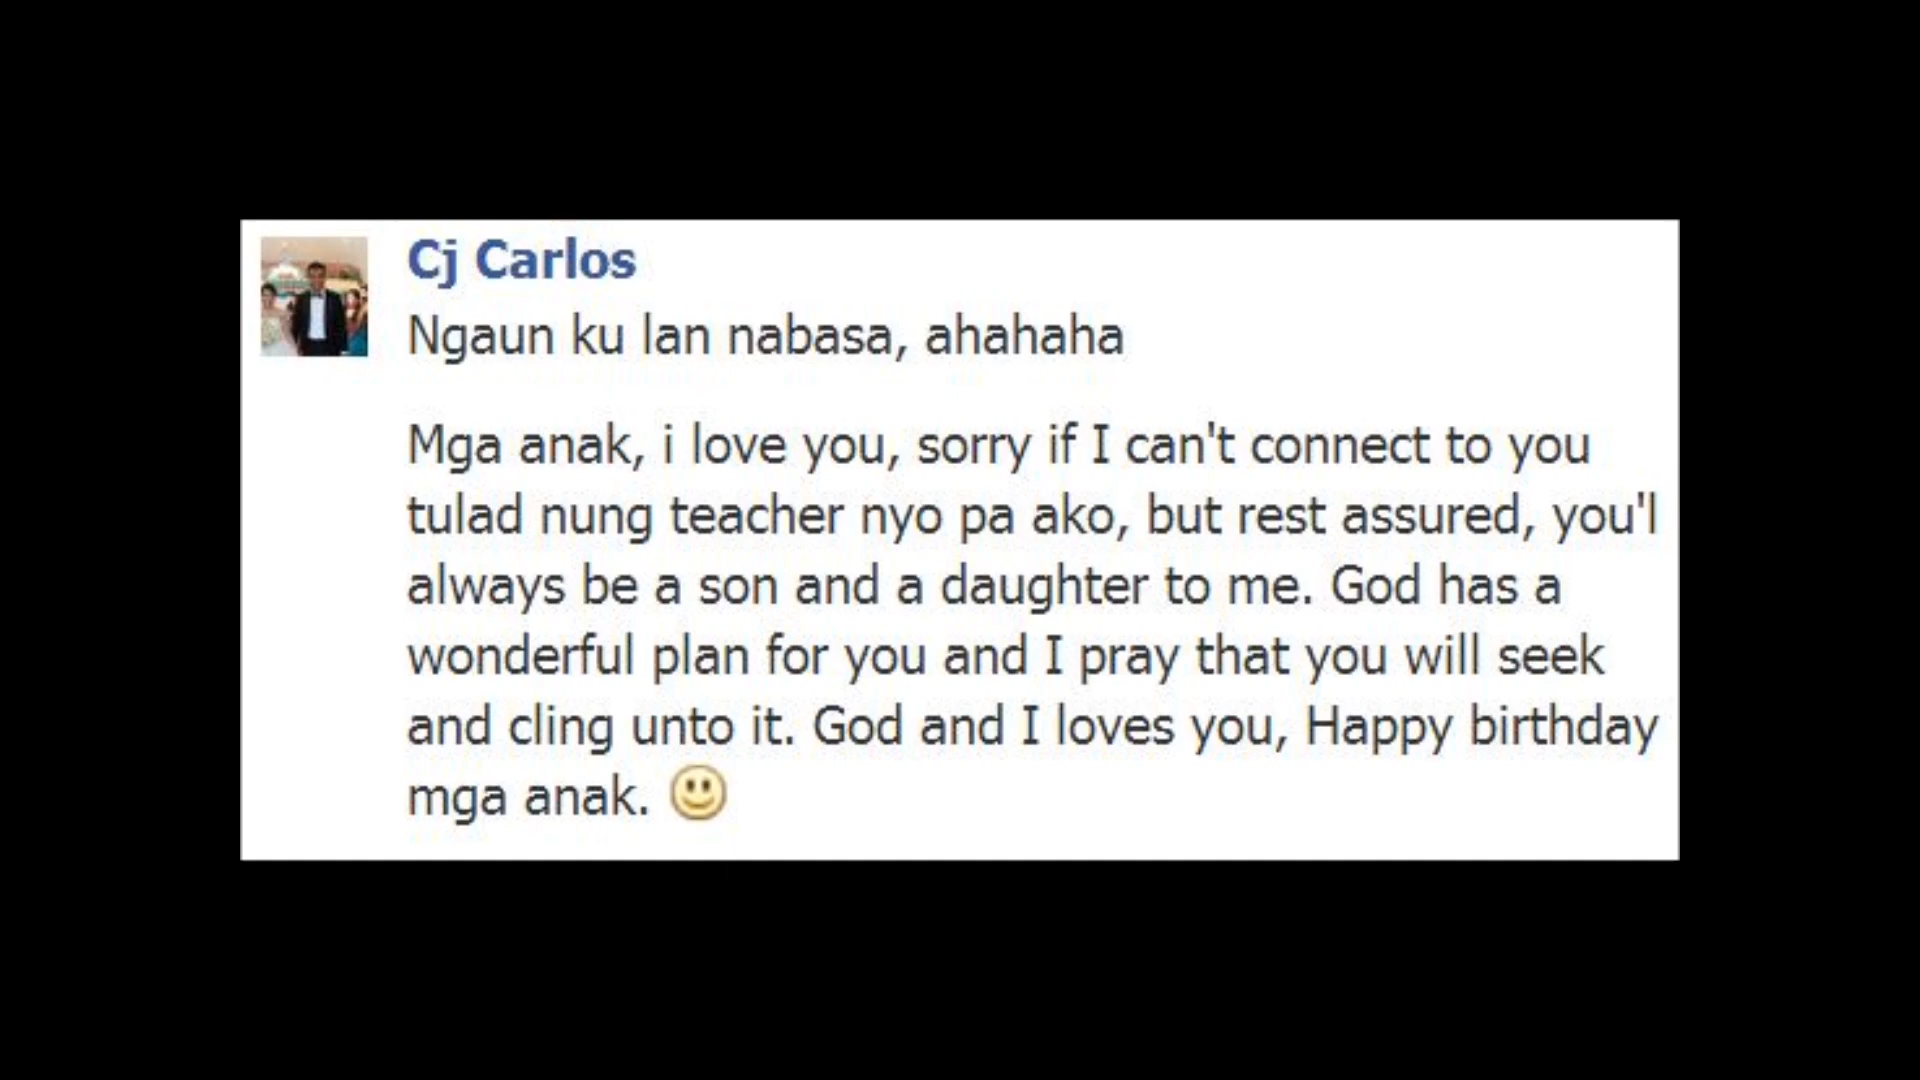 Cj Carlos
Ngaun ku lan nabasa, ahahaha
Mga anak, i love you, sorry if I can't connect to you
tulad nung teacher nyo pa ako, but rest assured, you'l
always be a son and a daughter to me. God has a
wonderful plan for you and I pray that you will seek
and cling unto it. God and I loves you, Happy birthday
mga anak.